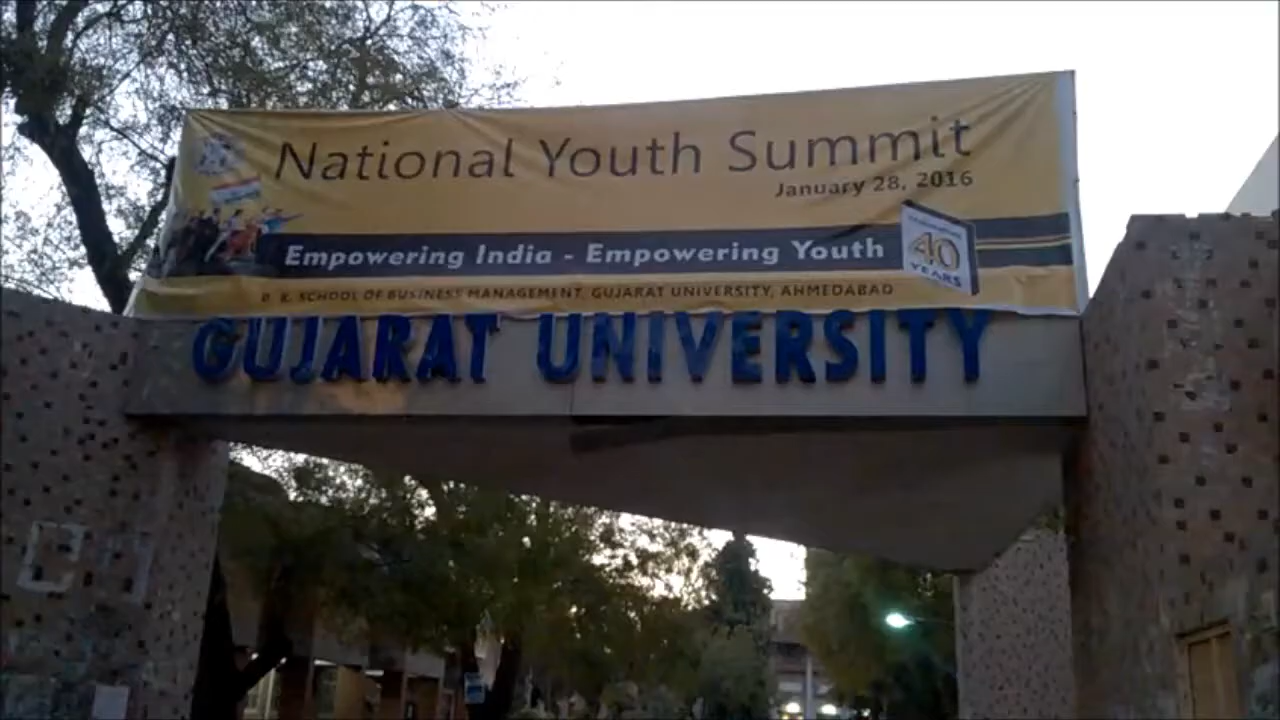 National Youth Summit
January 28, 2016
Empowering India - Empowering Youth
40
YEARS
B. K. SCHOOL OF BUSINESS MANAGEMENT, GUJARAT UNIVERSITY, AHMEDABAD
GUJARAT UNIVERSITY